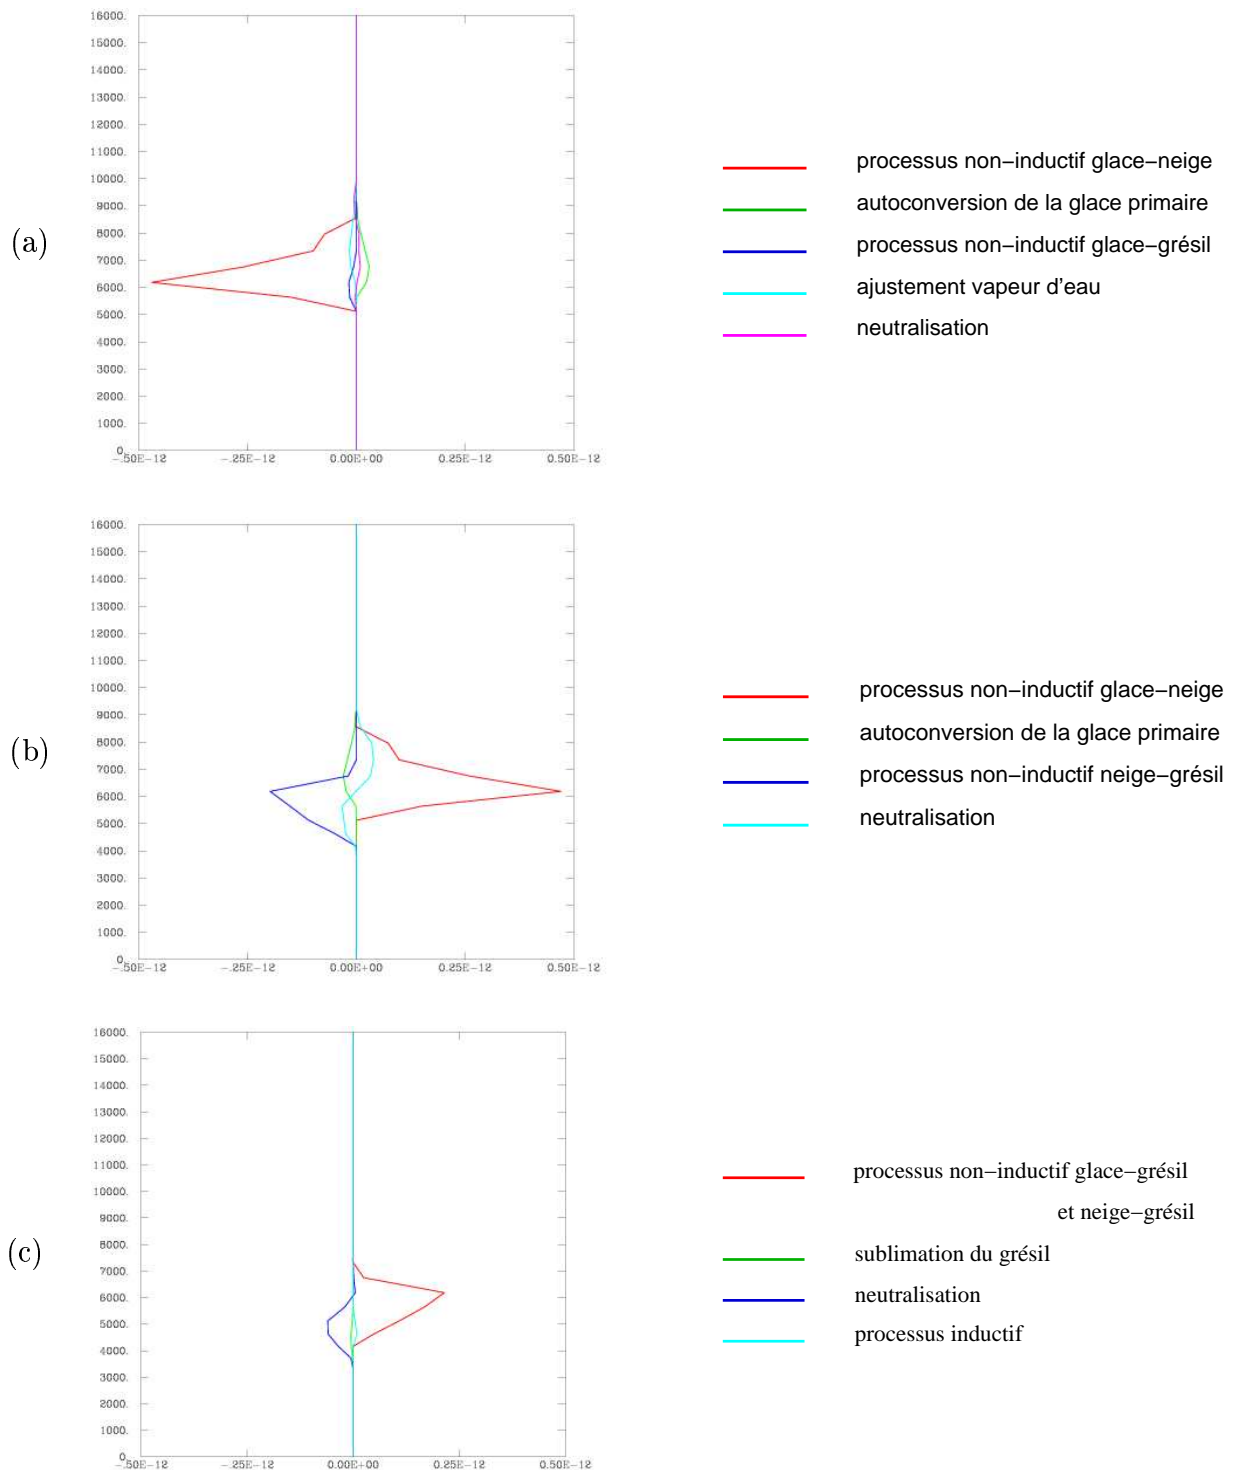 (a)
16000.
15000.
14000.
13000.
12000.
11000.
10000.
9000.
8000.
7000.
6000.
5000.
4000.
3000.
2000.
1000.
0.
-.50E-12 -.25E-12 0.00E+00 0.25E-12 0.50E-12
processus non-inductif glace-neige
autoconversion de la glace primaire
processus non-inductif glace-grésil
ajustement vapeur d'eau
neutralisation
(b)
16000.
15000.
14000.
13000.
12000.
11000.
10000.
9000.
8000.
7000.
6000.
5000.
4000.
3000.
2000.
1000.
0.
-.50E-12 -.25E-12 0.00E+00 0.25E-12 0.50E-12
processus non-inductif glace-neige
autoconversion de la glace primaire
processus non-inductif neige-grésil
neutralisation
(c)
16000.
15000.
14000.
13000.
12000.
11000.
10000.
9000.
8000.
7000.
6000.
5000.
4000.
3000.
2000.
1000.
0.
-.50E-12 -.25E-12 0.00E+00 0.25E-12 0.50E-12
processus non-inductif glace-grésil
et neige-grésil
sublimation du grésil
neutralisation
processus inductif